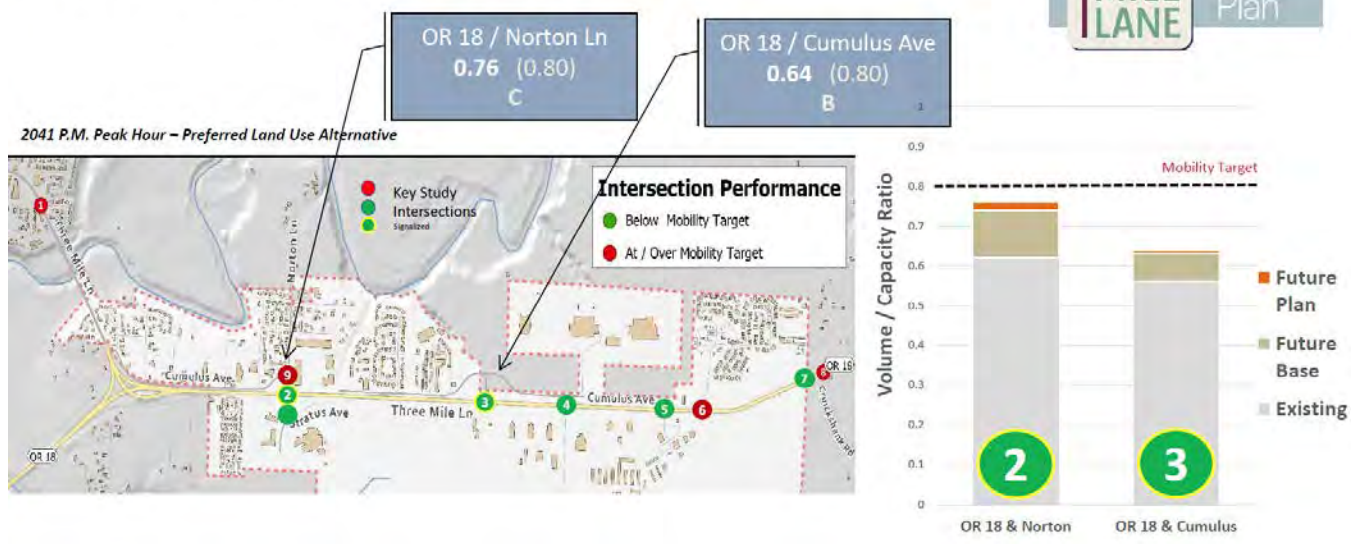 LANE
Plan
OR 18 / Norton Ln
0.76 (0.80)
C
OR 18 / Cumulus Ave
0.64 (0.80)
B
2041 P.M. Peak Hour – Preferred Land Use Alternative
Key Study
Intersections
Signalized
Intersection Performance
Below Mobility Target
At / Over Mobility Target
1
Three Mile Ln
Norton Ln
Cumulus Ave
9
2
Stratus Ave
Three Mile Ln
3
4
Cumulus Ave
5
6
7
8
OR 18
Cruickshank Rd
OR 18
Volume / Capacity Ratio
1
0.9
0.8
0.7
0.6
0.5
0.4
0.3
0.2
0.1
0
Mobility Target
2
3
OR 18 & Norton
OR 18 & Cumulus
Future
Plan
Future
Base
Existing